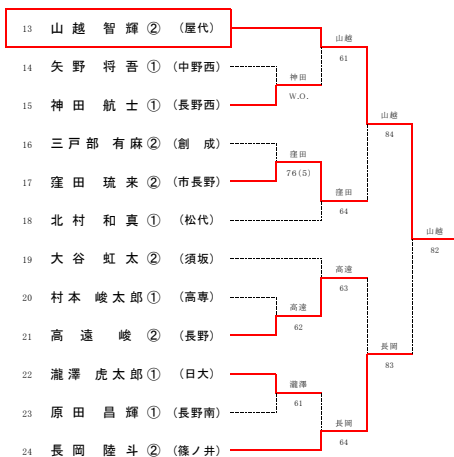 13 山越 智輝② (屋代)
14 矢野 将吾① (中野西)
15 神田 航士① (長野西)
16 三戸部 有麻② (創成)
17 窪田 琉来② (市長野)
18 北村 和真① (松代)
19 大谷 虹太② (須坂)
20 村本 峻太郎① (高専)
21 高遠 峻② (長野)
22 瀧澤 虎太郎① (日大)
23 原田 昌輝① (長野南)
24 長岡 陸斗② (篠ノ井)
神田
W.O.
窪田
76(5)
高遠
62
瀧澤
61
山越
61
窪田
64
高遠
63
長岡
64
山越
84
長岡
83
山越
82